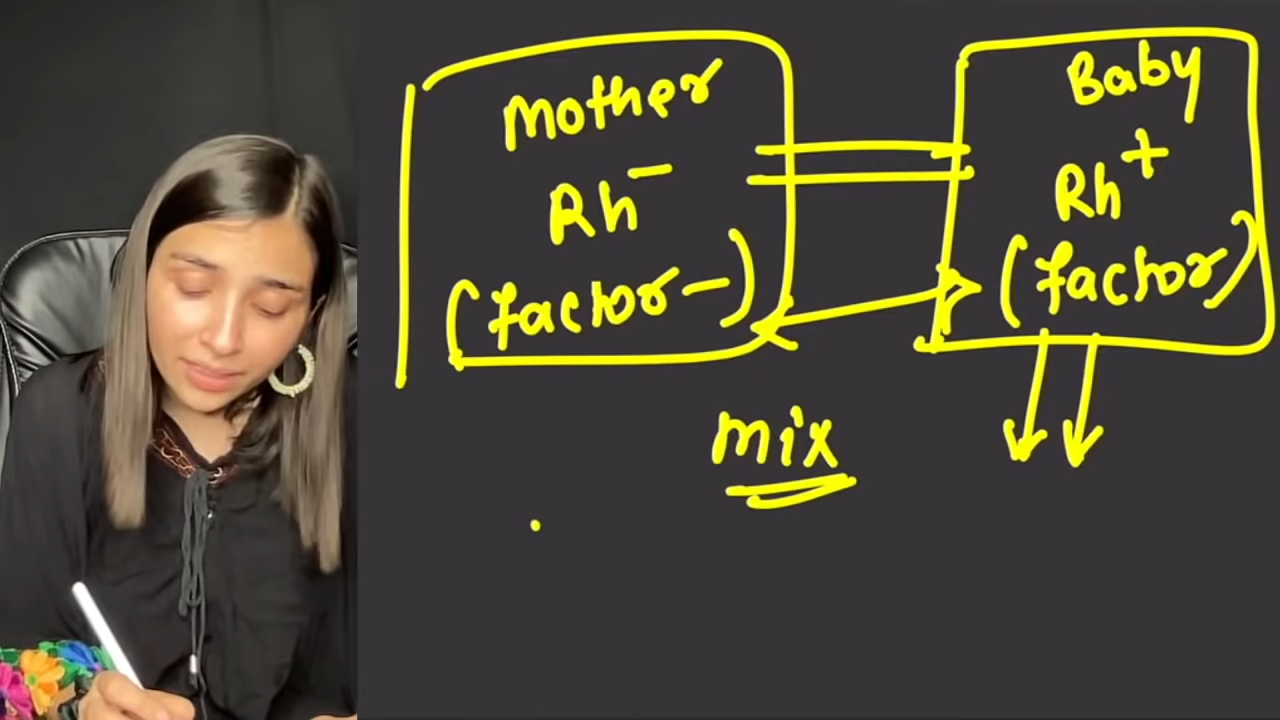 Mother
Rh-
(factor-)
Baby
Rh+
(factor)
mix